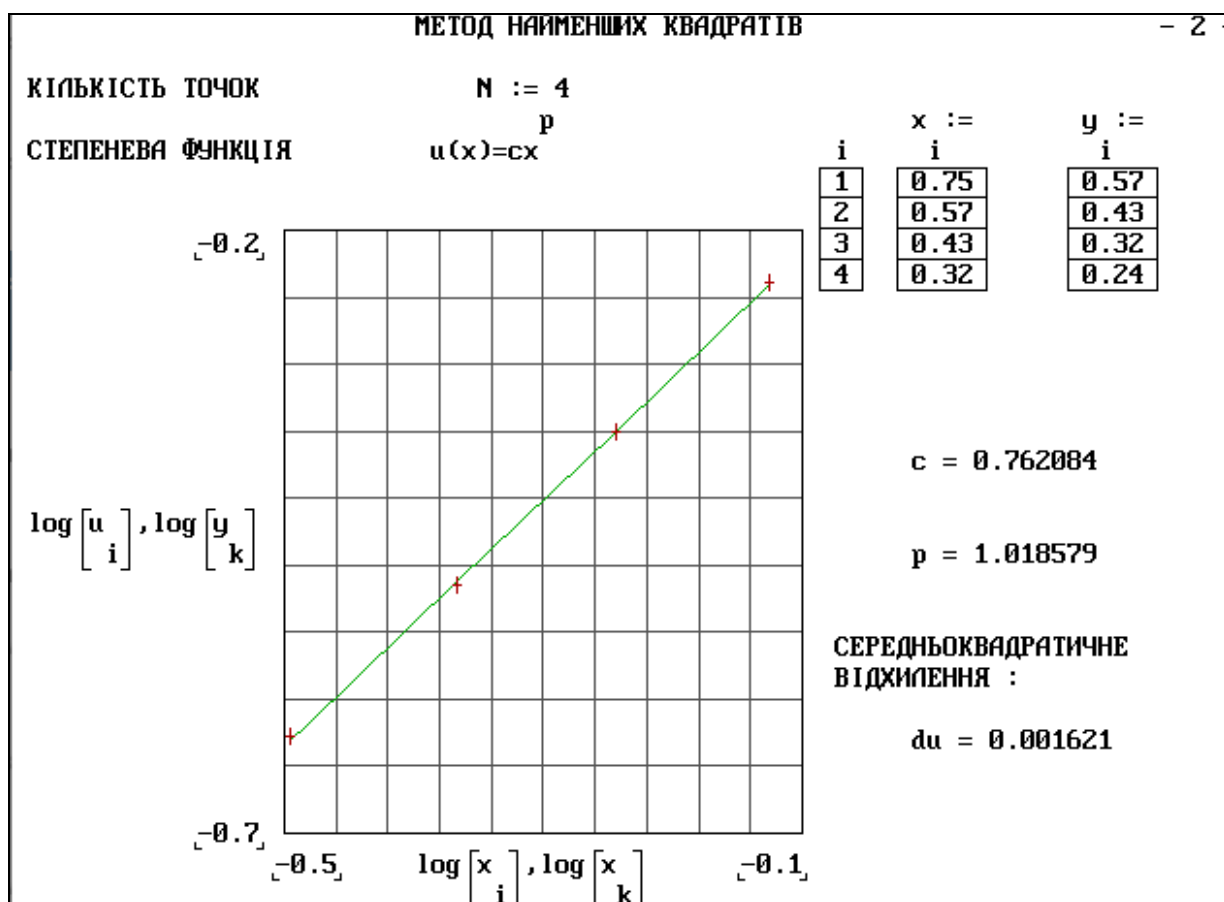 МЕТОД НАЙМЕНШИХ КВАДРАТІВ - 2 -
КІЛЬКІСТЬ ТОЧОК N := 4
p
x := y :=
СТЕПЕНЕВА ФУНКЦІЯ u(x)=cx i i i
1 0.75 0.57
2 0.57 0.43
3 0.43 0.32
4 0.32 0.24
-0.2
c = 0.762084
log[u i],log[y k]
p = 1.018579
СЕРЕДНЬОКВАДРАТИЧНЕ
ВІДХИЛЕННЯ :
du = 0.001621
-0.7
-0.5 log[x i],log[x k] -0.1